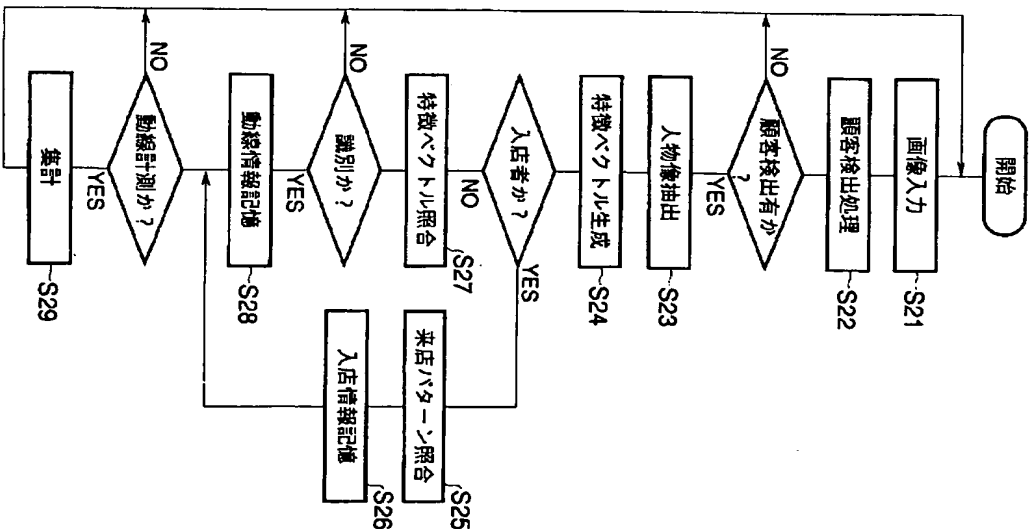 開始
画像入力
S21
顧客検出処理
S22
顧客検出有か
?
NO
YES
人物像抽出
S23
特徴ベクトル生成
S24
入店者か?
YES
NO
特徴ベクトル照合
S27
来店パターン照合
S25
識別か?
NO
YES
入店情報記憶
S26
動線情報記憶
S28
動線計測か?
NO
YES
集計
S29